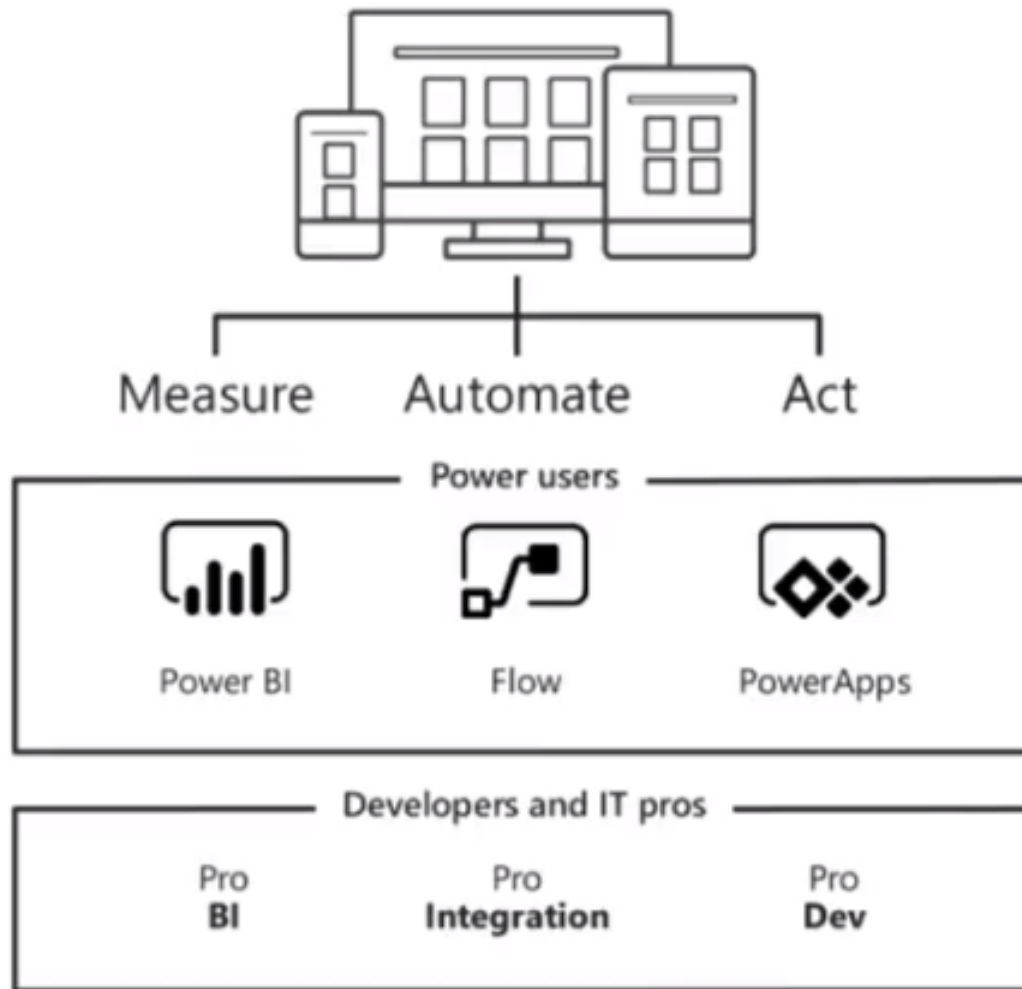 Measure Automate Act
Power users
Power BI Flow PowerApps
Developers and IT pros
Pro Pro Pro
BI Integration Dev